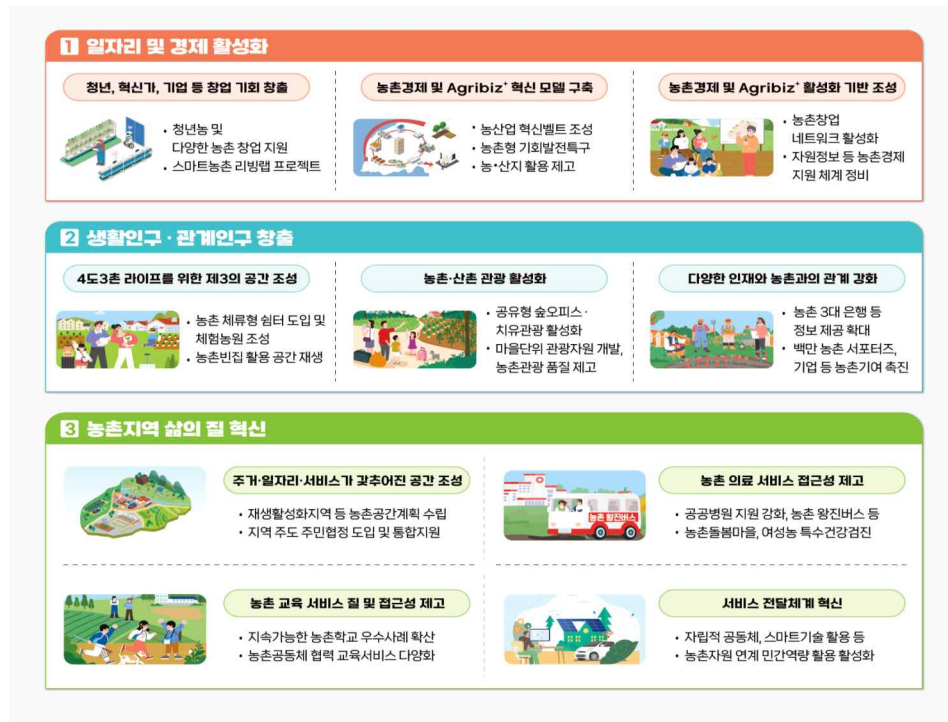 1 일자리 및 경제 활성화
청년, 혁신가, 기업 등 창업 기회 창출
• 청년농 및
다양한 농촌 창업 지원
• 스마트농촌 리빙랩 프로젝트
농촌경제 및 Agribiz⁺ 혁신 모델 구축
• 농산업 혁신벨트 조성
• 농촌형 기회발전특구
• 농·산지 활용 제고
농촌경제 및 Agribiz⁺ 활성화 기반 조성
• 농촌창업
네트워크 활성화
• 자원정보 등 농촌경제
지원 체계 정비
2 생활인구 · 관계인구 창출
4도3촌 라이프를 위한 제3의 공간 조성
• 농촌 체류형 쉼터 도입 및
체험농원 조성
• 농촌빈집 활용 공간 재생
농촌·산촌 관광 활성화
• 공유형 숲오피스·
치유관광 활성화
• 마을단위 관광자원 개발,
농촌관광 품질 제고
다양한 인재와 농촌과의 관계 강화
• 농촌 3대 은행 등
정보 제공 확대
• 백만 농촌 서포터즈,
기업 등 농촌기여 촉진
3 농촌지역 삶의 질 혁신
주거·일자리·서비스가 갖추어진 공간 조성
• 재생활성화지역 등 농촌공간계획 수립
• 지역 주도 주민협정 도입 및 통합지원
농촌 왕진버스
농촌 의료 서비스 접근성 제고
• 공공병원 지원 강화, 농촌 왕진버스 등
• 농촌돌봄마을, 여성농 특수건강검진
농촌 교육 서비스 질 및 접근성 제고
• 지속가능한 농촌학교 우수사례 확산
• 농촌공동체 협력 교육서비스 다양화
서비스 전달체계 혁신
• 자립적 공동체, 스마트기술 활용 등
• 농촌자원 연계 민간역량 활용 활성화